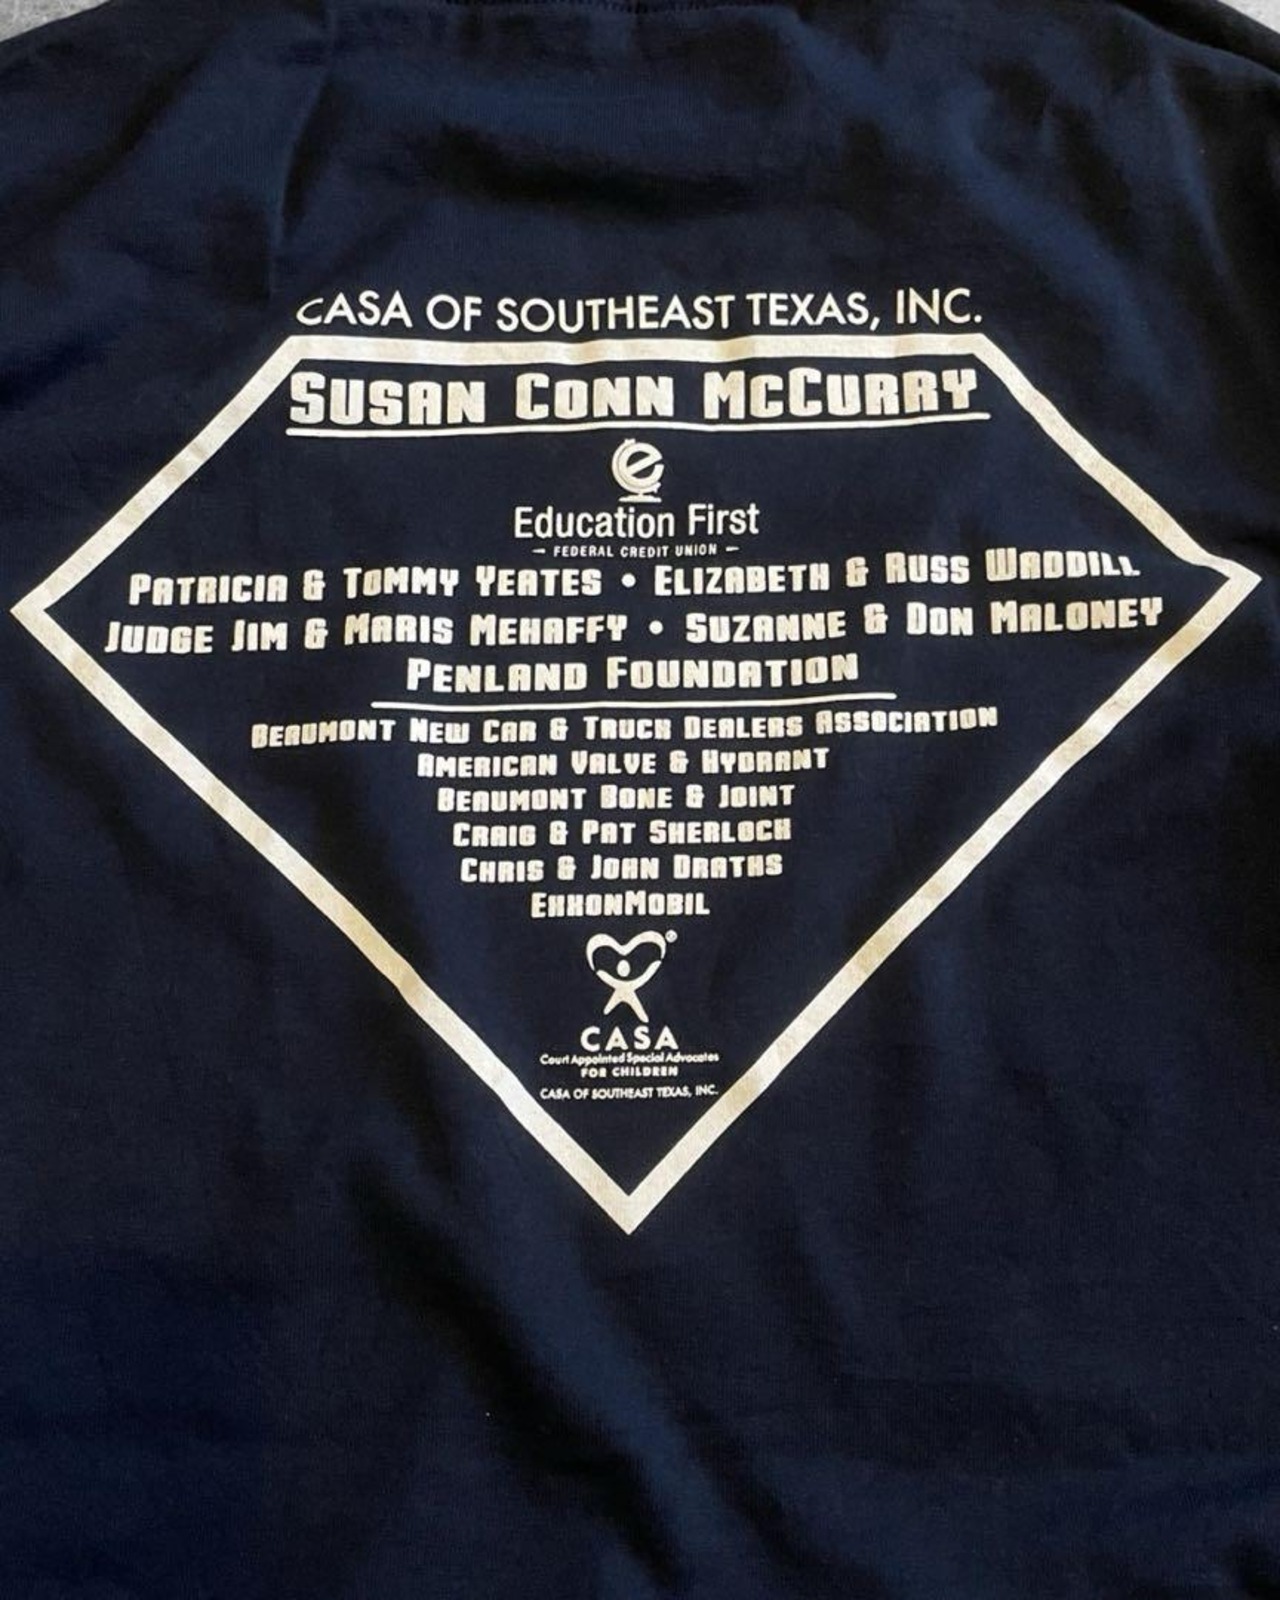 CASA OF SOUTHEAST TEXAS, INC.
SUSAN CONN MCCURRY
e
Education First
– FEDERAL CREDIT UNION –
PATRICIA & TOMMY YEATES • ELIZABETH & RUSS WADDILL
JUDGE JIM & MARIS MEHAFFY • SUZANNE & DON MALONEY
PENLAND FOUNDATION
BEAUMONT NEW CAR & TRUCK DEALERS ASSOCIATION
AMERICAN VALVE & HYDRANT
BEAUMONT BONE & JOINT
CRAIG & PAT SHERLOCK
CHRIS & JOHN DRATHS
EXXONMOBIL
®
CASA
Court Appointed Special Advocates
FOR CHILDREN
CASA OF SOUTHEAST TEXAS, INC.